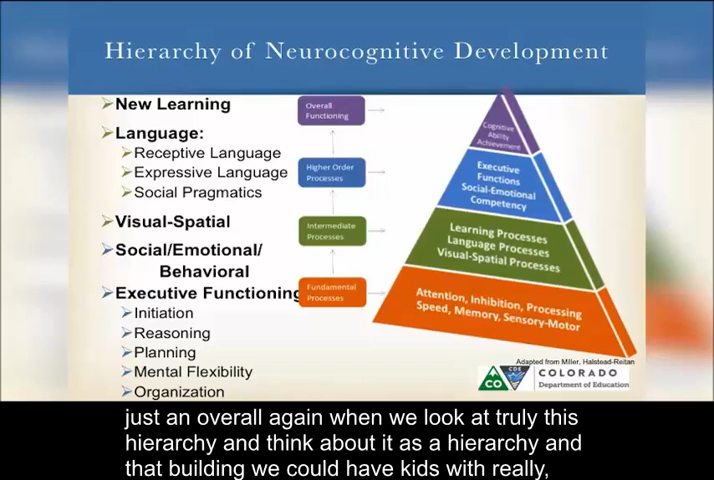 Hierarchy of Neurocognitive Development
New Learning
Language:
Receptive Language
Expressive Language
Social Pragmatics
Visual-Spatial
Social/Emotional/
Behavioral
Executive Functioning
Initiation
Reasoning
Planning
Mental Flexibility
Organization
Overall
Functioning
Higher Order
Processes
Intermediate
Processes
Fundamental
Processes
Cognitive
Ability
Achievement
Executive
Functions
Social-Emotional
Competency
Learning Processes
Language Processes
Visual-Spatial Processes
Attention, Inhibition, Processing
Speed, Memory, Sensory-Motor
Adapted from Miller, Halstead-Reitan
CO
CDE
COLORADO
Department of Education
just an overall again when we look at truly this
hierarchy and think about it as a hierarchy and
that building we could have kids with really,